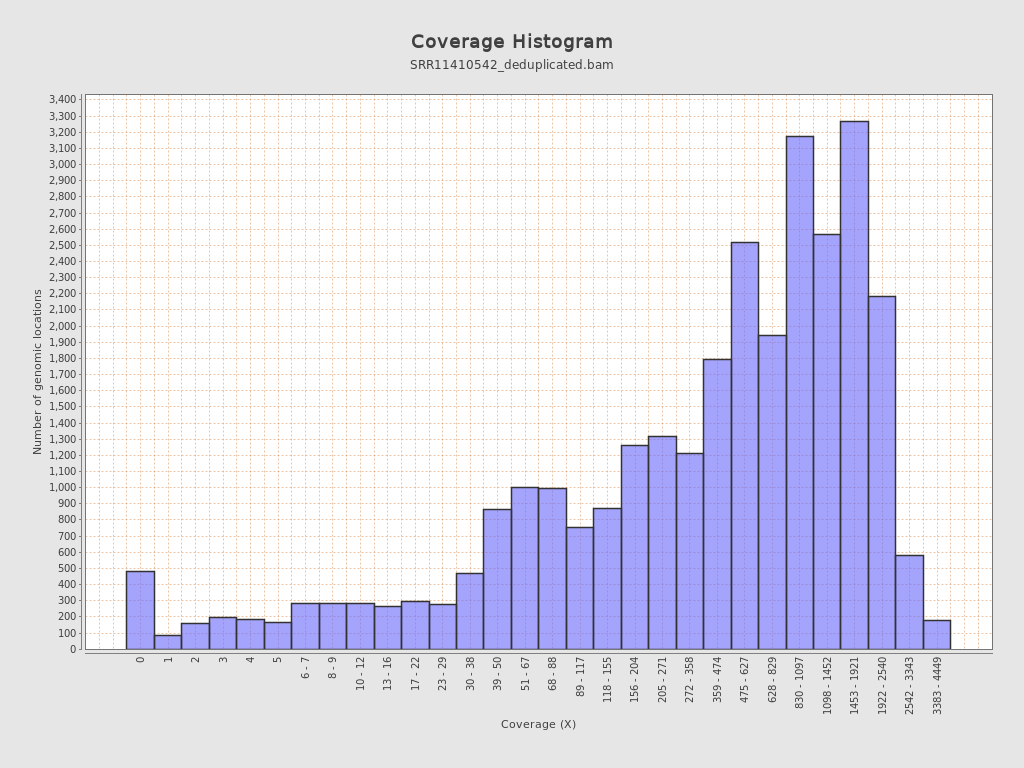 Coverage Histogram
SRR11410542_deduplicated.bam
3,400
3,300
3,200
3,100
3,000
2,900
2,800
2,700
2,600
2,500
2,400
2,300
2,200
2,100
2,000
1,900
1,800
1,700
1,600
1,500
1,400
1,300
1,200
1,100
1,000
900
800
700
600
500
400
300
200
100
0
Number of genomic locations
0
1
2
3
4
5
6 - 7
8 - 9
10 - 12
13 - 16
17 - 22
23 - 29
30 - 38
39 - 50
51 - 67
68 - 88
89 - 117
118 - 155
156 - 204
205 - 271
272 - 358
359 - 474
475 - 627
628 - 829
830 - 1097
1098 - 1452
1453 - 1921
1922 - 2540
2542 - 3343
3383 - 4449
Coverage (X)